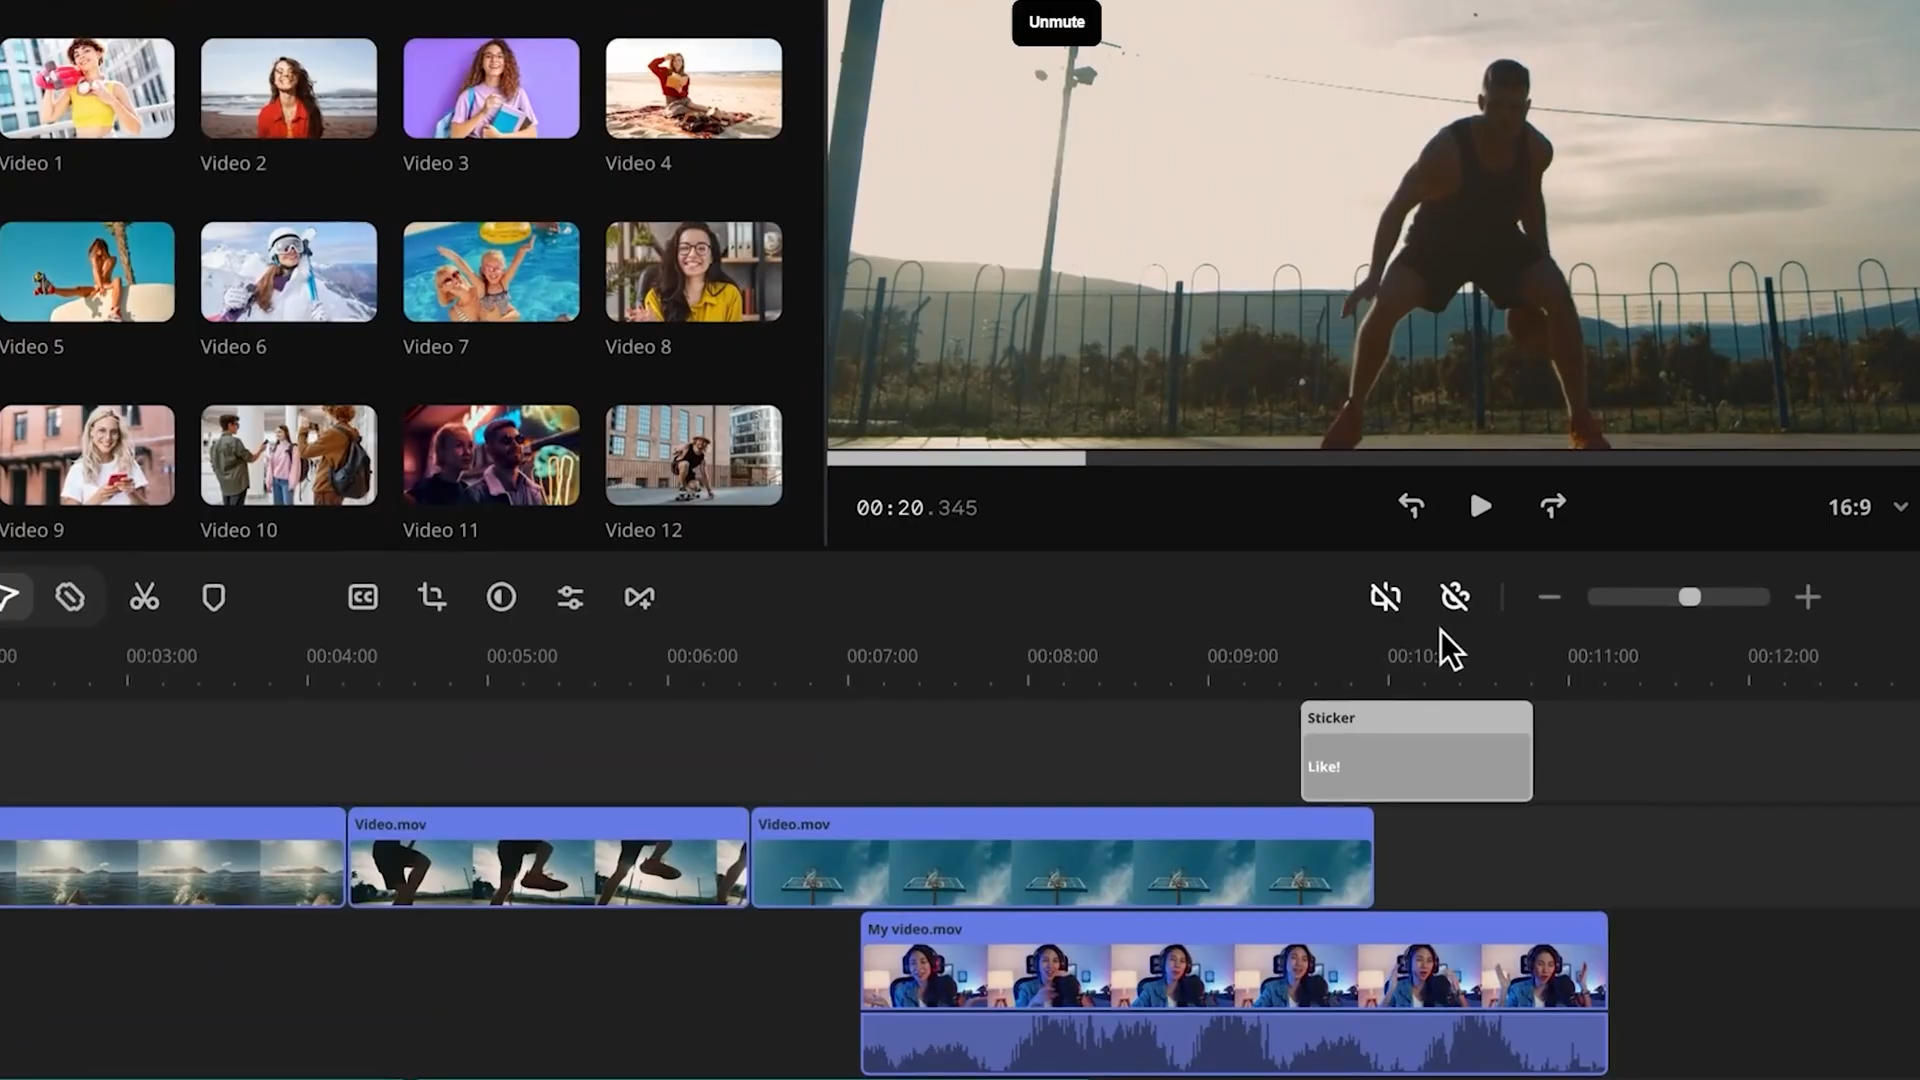 Unmute
Video 1
Video 2
Video 3
Video 4
Video 5
Video 6
Video 7
Video 8
Video 9
Video 10
Video 11
Video 12
00:20.345
16:9
CC
00:03:00
00:04:00
00:05:00
00:06:00
00:07:00
00:08:00
00:09:00
00:11:00
00:12:00
Sticker
Like!
Video.mov
Video.mov
My video.mov